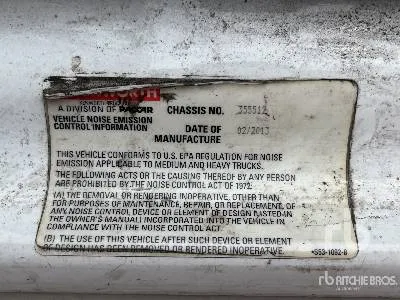 WORTH
A DIVISION OF PACCAR CHASSIS NO. 355512
VEHICLE NOISE EMISSION
CONTROL INFORMATION DATE OF 02/2013
MANUFACTURE
THIS VEHICLE CONFORMS TO U.S. EPA REGULATION FOR NOISE
EMISSION APPLICABLE TO MEDIUM AND HEAVY TRUCKS.
THE FOLLOWING ACTS OR THE CAUSING THEREOF BY ANY PERSON
ARE PROHIBITED BY THE NOISE CONTROL ACT OF 1972:
(A) THE REMOVAL OR RENDERING INOPERATIVE, OTHER THAN
FOR PURPOSES OF MAINTENANCE, REPAIR, OR REPLACEMENT, OF
ANY NOISE CONTROL DEVICE OR ELEMENT OF DESIGN (LISTED IN
THE OWNER'S MANUAL) INCORPORATED INTO THE VEHICLE IN
COMPLIANCE WITH THE NOISE CONTROL ACT.
(B) THE USE OF THIS VEHICLE AFTER SUCH DEVICE OR ELEMENT
OF DESIGN HAS BEEN REMOVED OR RENDERED INOPERATIVE.
S53-1092-B
rb RITCHIE BROS.
Auctioneers